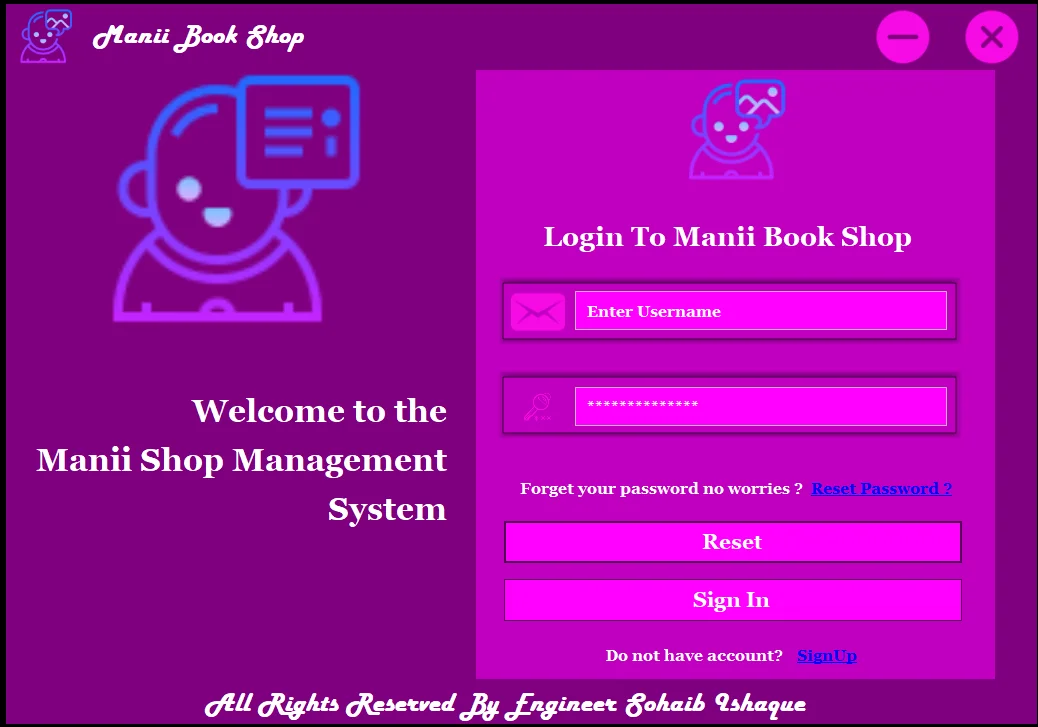 Manii Book Shop
Welcome to the
Manii Shop Management
System
Login To Manii Book Shop
Enter Username
**************
Forget your password no worries ? Reset Password ?
Reset
Sign In
Do not have account? SignUp
All Rights Reserved By Engineer Sohaib Ishaque